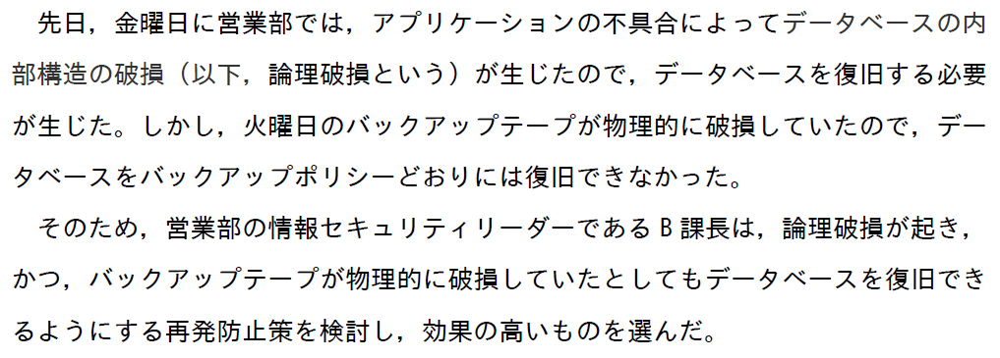 先日，金曜日に営業部では，アプリケーションの不具合によってデータベースの内
部構造の破損（以下，論理破損という）が生じたので，データベースを復旧する必要
が生じた。しかし，火曜日のバックアップテープが物理的に破損していたので，デー
タベースをバックアップポリシーどおりには復旧できなかった。
　そのため，営業部の情報セキュリティリーダーである B 課長は，論理破損が起き，
かつ，バックアップテープが物理的に破損していたとしてもデータベースを復旧でき
るようにする再発防止策を検討し，効果の高いものを選んだ。